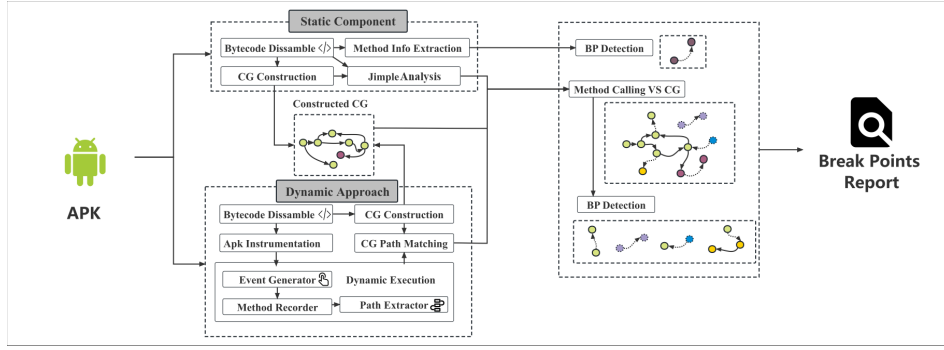 Static Component
Bytecode Dissamble </>
Method Info Extraction
CG Construction
Jimple Analysis
Constructed CG
APK
Dynamic Approach
Bytecode Dissamble </>
CG Construction
Apk Instrumentation
CG Path Matching
Event Generator
Dynamic Execution
Method Recorder
Path Extractor
BP Detection
Method Calling VS CG
BP Detection
Break Points
Report